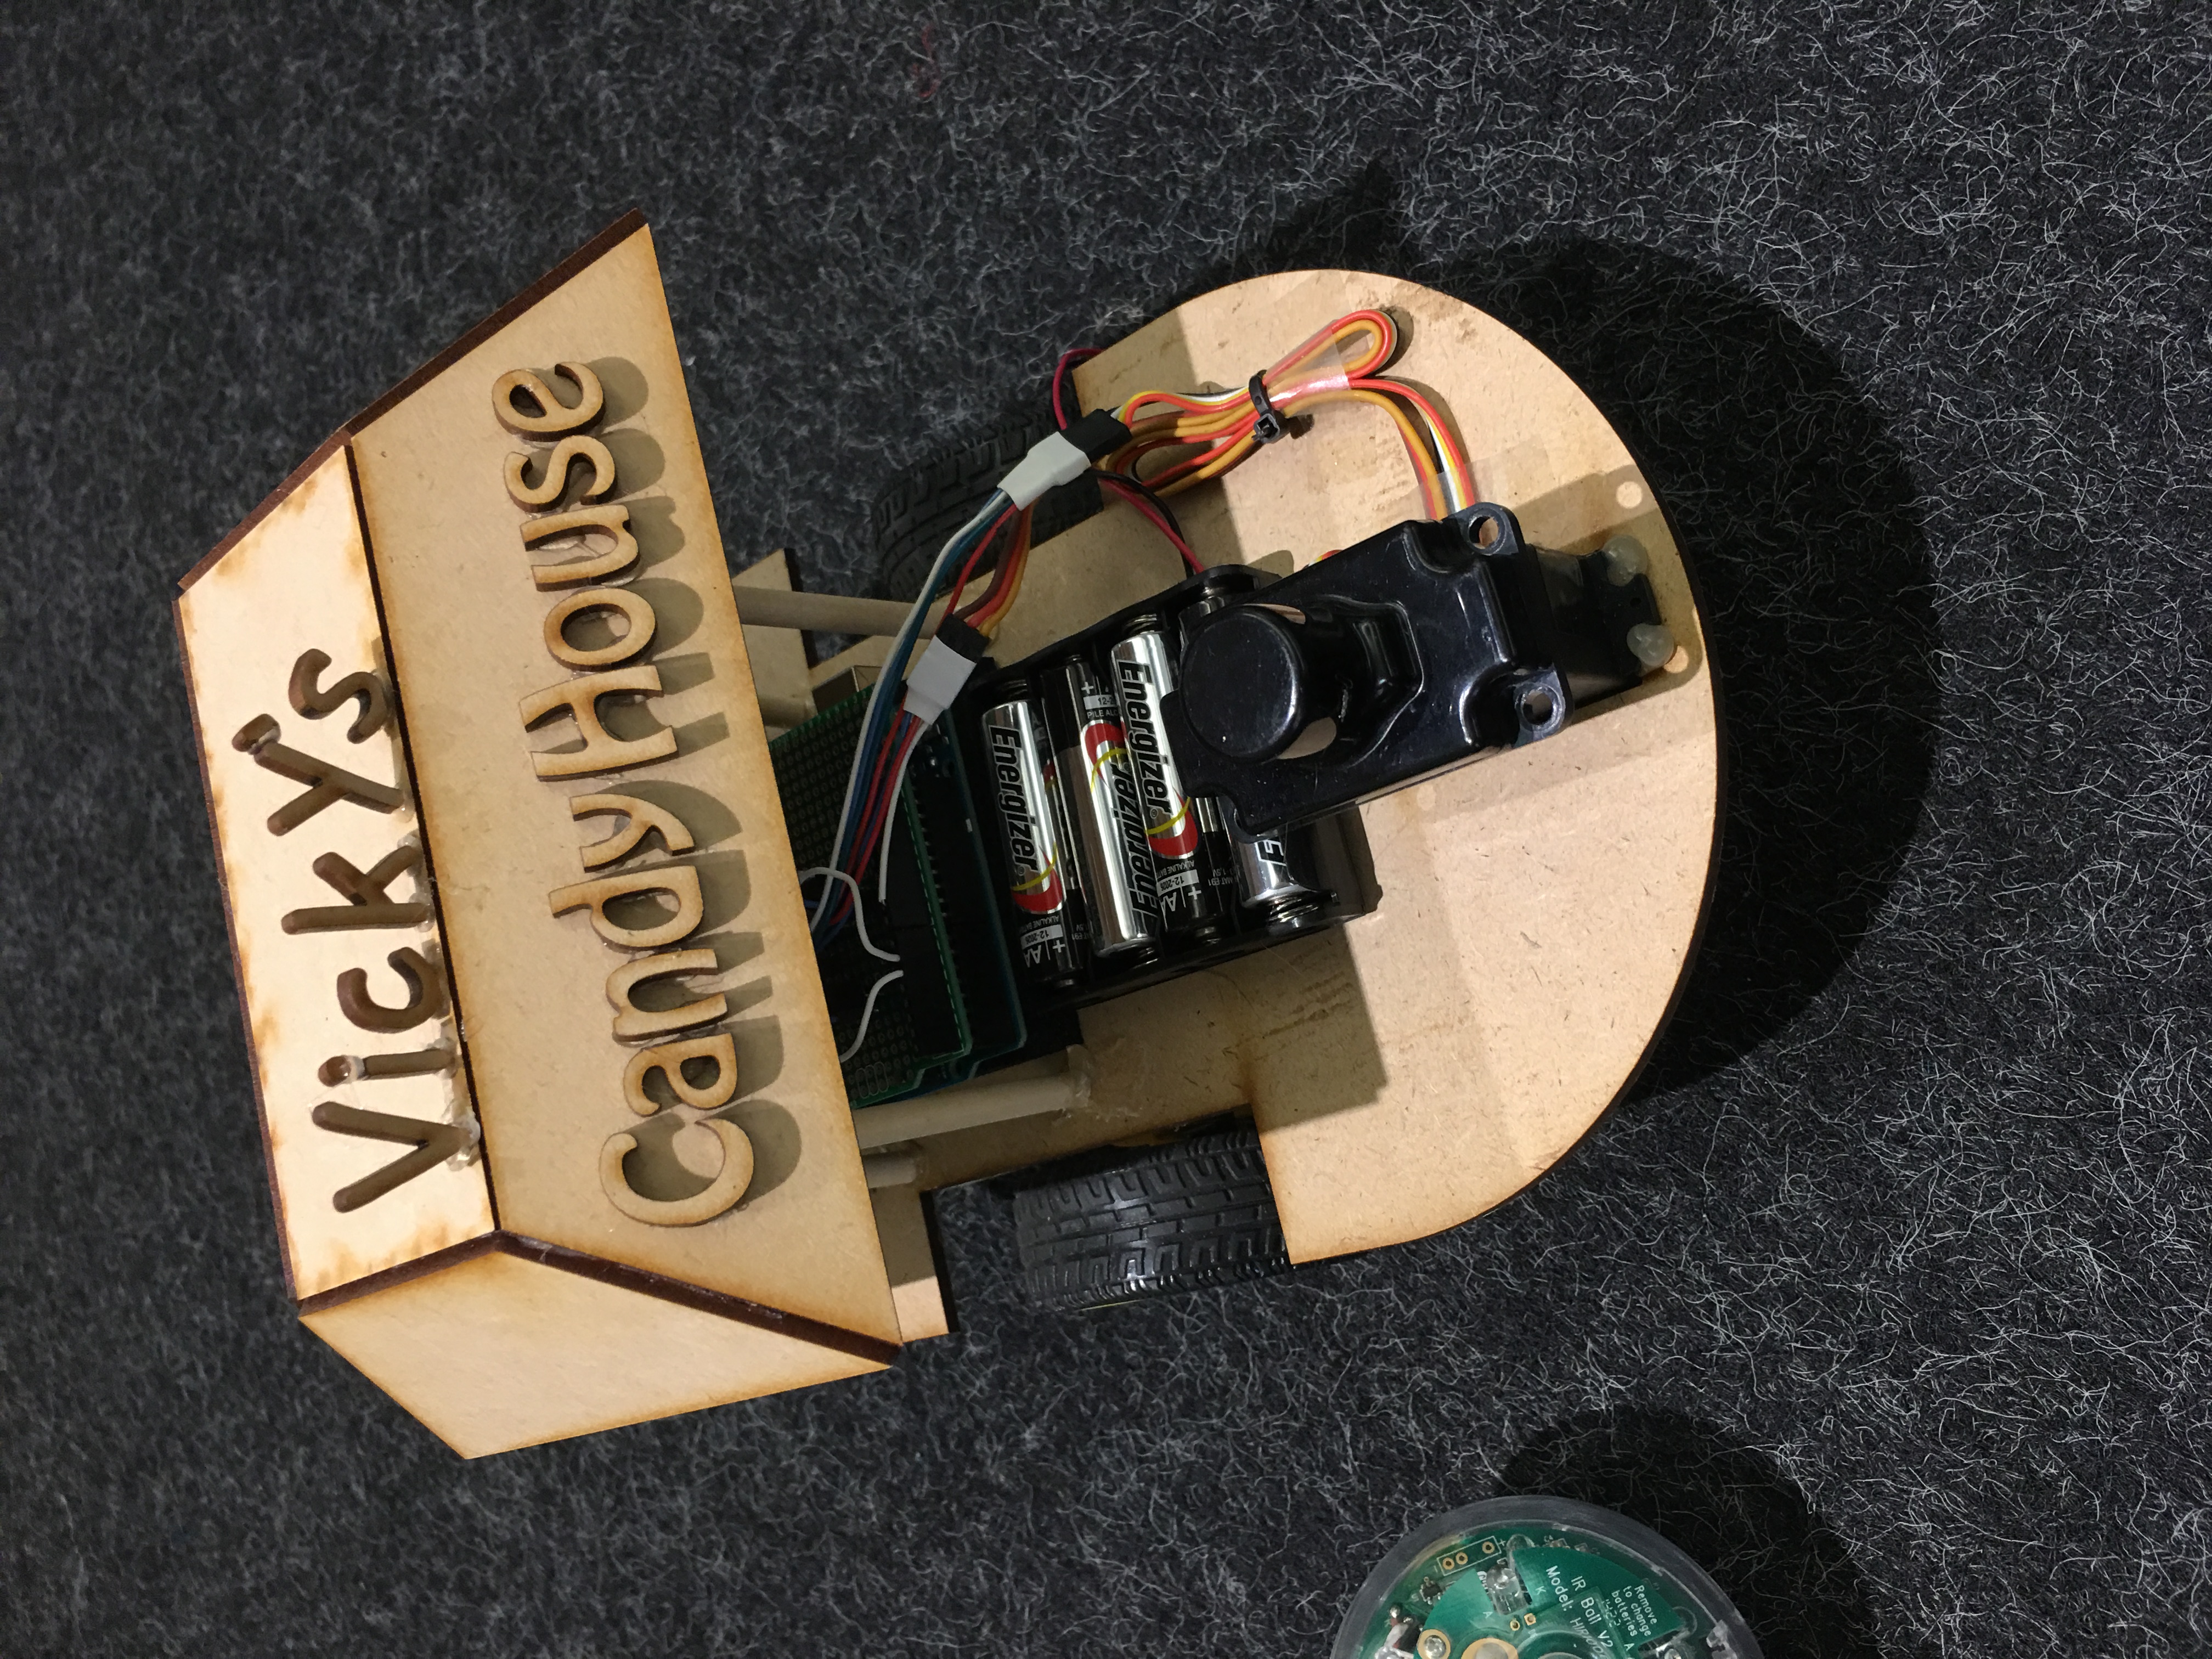 Vicky's
CandyHouse
Energizer
+ AA
Energizer
Energizer
+ AA
IR Ball V2
Model:
Remove
to change
batteries